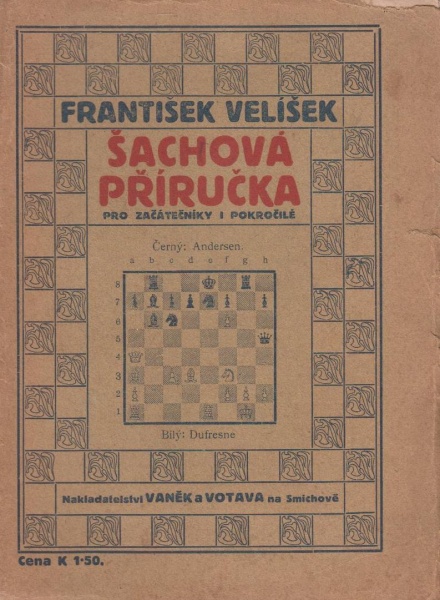 FRANTIŠEK VELÍŠEK
ŠACHOVÁ
PŘÍRUČKA
PRO ZAČÁTEČNÍKY I POKROČILÉ
Černý: Andersen.
a b c d e f g h
8
7
6
5
4
3
2
1
Bílý: Dufresne
Nakladatelství VANĚK a VOTAVA na Smíchově
Cena K 1·50.